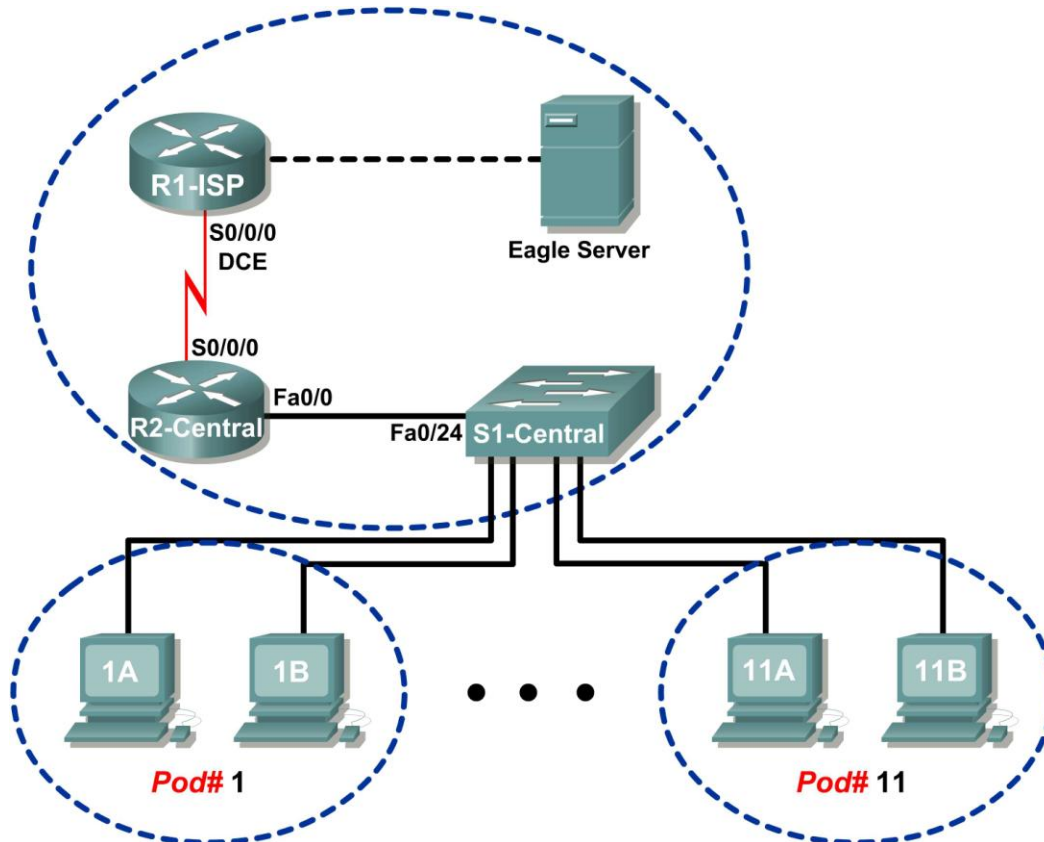 R1-ISP
S0/0/0
DCE
Eagle Server
S0/0/0
R2-Central
Fa0/0
Fa0/24
S1-Central
1A
1B
11A
11B
Pod# 1
Pod# 11